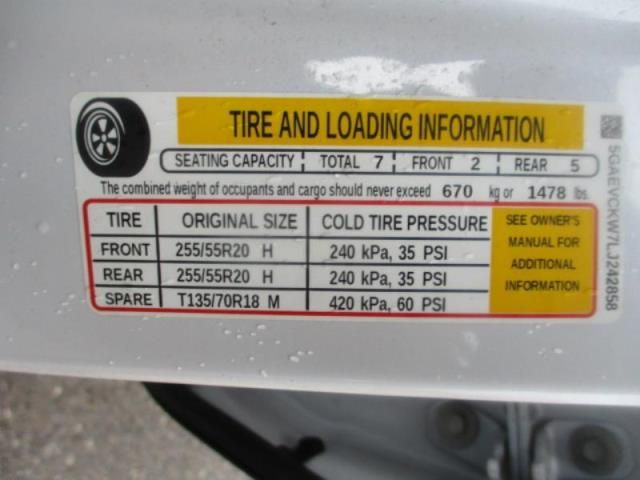 TIRE AND LOADING INFORMATION
SEATING CAPACITY TOTAL 7 FRONT 2 REAR 5
The combined weight of occupants and cargo should never exceed 670 kg or 1478 lbs.
TIRE ORIGINAL SIZE COLD TIRE PRESSURE
FRONT 255/55R20 H 240 kPa, 35 PSI
REAR 255/55R20 H 240 kPa, 35 PSI
SPARE T135/70R18 M 420 kPa, 60 PSI
SEE OWNER'S
MANUAL FOR
ADDITIONAL
INFORMATION
5GAEVCKW7LJ242858